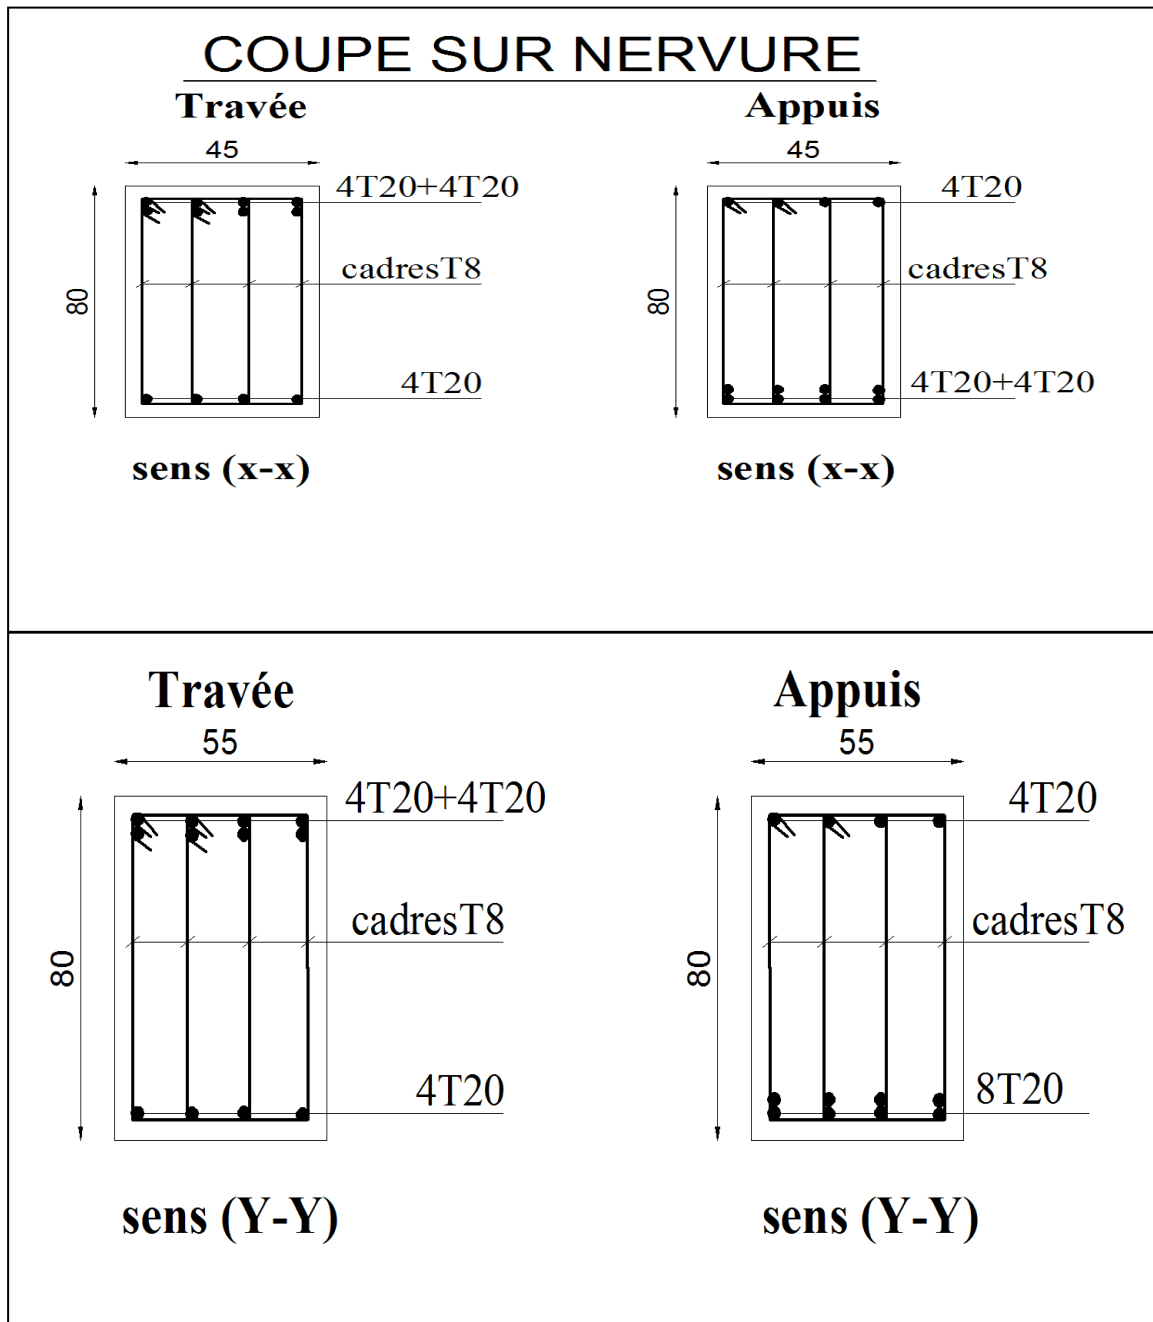 COUPE SUR NERVURE
Travée
45
4T20+4T20
cadresT8
80
4T20
sens (x-x)
Appuis
45
4T20
cadresT8
80
4T20+4T20
sens (x-x)
Travée
55
4T20+4T20
cadresT8
80
4T20
sens (Y-Y)
Appuis
55
4T20
cadresT8
80
8T20
sens (Y-Y)